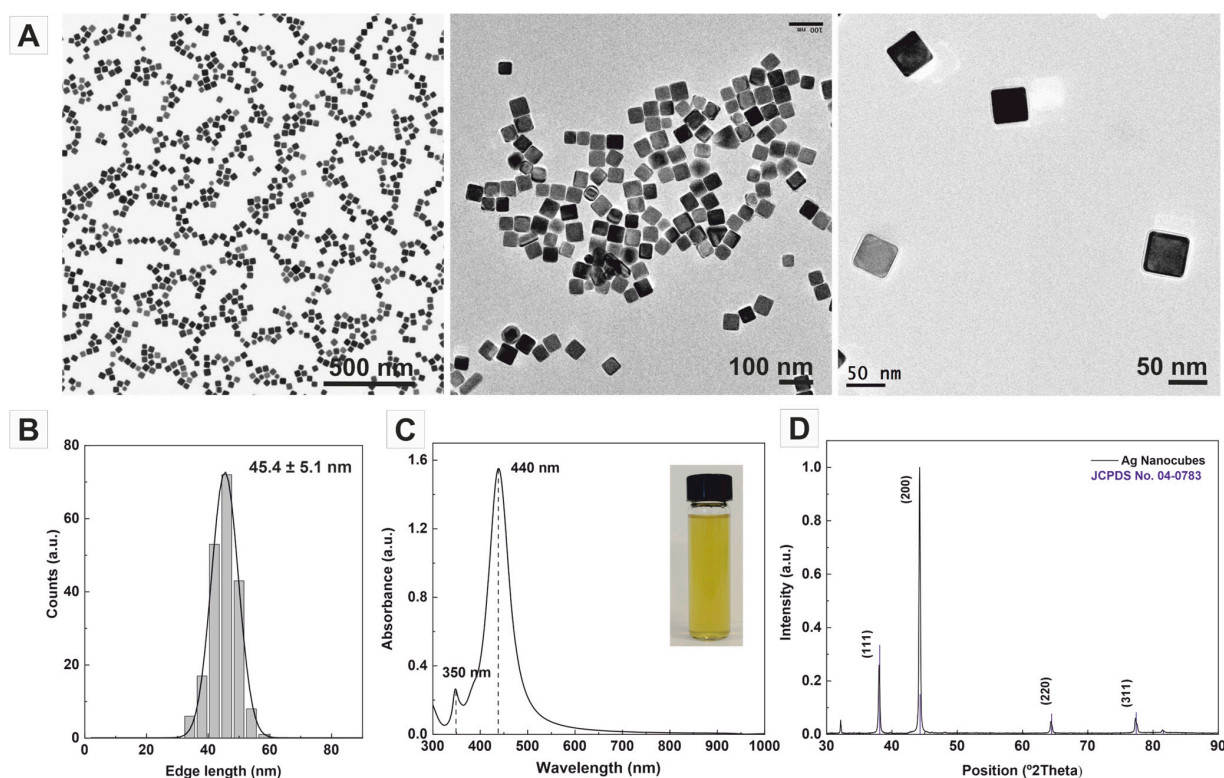 A
100 nm
500 nm
100 nm
50 nm
50 nm
B
80
60
40
20
0
0
20
40
60
80
45.4 ± 5.1 nm
Counts (a.u.)
Edge length (nm)
C
1.6
1.2
0.8
0.4
0.0
300
400
500
600
700
800
900
1000
440 nm
350 nm
Absorbance (a.u.)
Wavelength (nm)
D
1.0
0.8
0.6
0.4
0.2
0.0
30
40
50
60
70
80
90
Ag Nanocubes
JCPDS No. 04-0783
(111)
(200)
(220)
(311)
Intensity (a.u.)
Position (º2Theta)